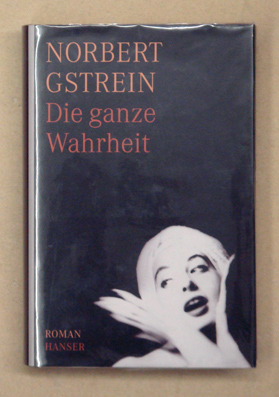 NORBERT
GSTREIN
Die ganze
Wahrheit
ROMAN
HANSER